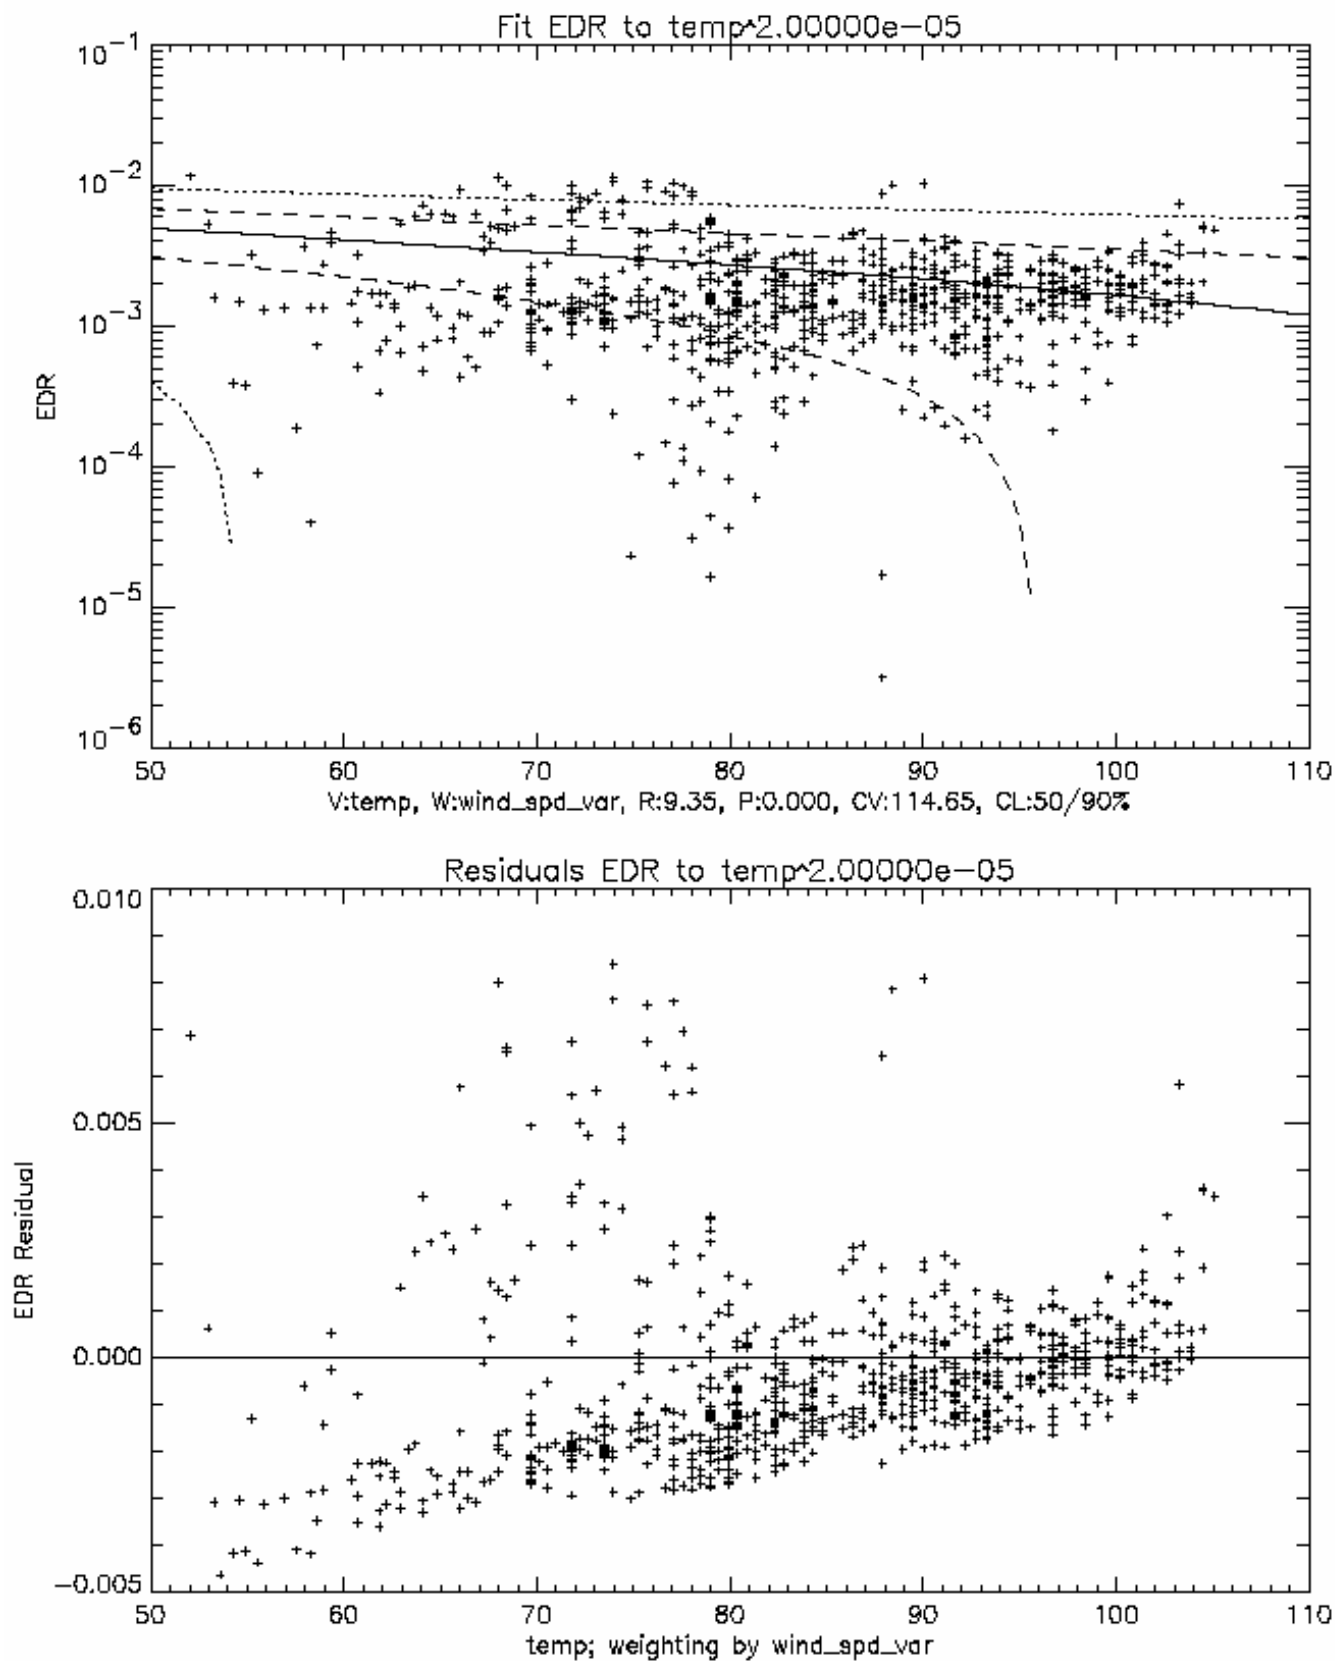 Fit EDR to temp^2.00000e-05
10-1
10-2
10-3
10-4
10-5
10-6
EDR
50 60 70 80 90 100 110
V:temp, W:wind_spd_var, R:9.35, P:0.000, CV:114.65, CL:50/90%
Residuals EDR to temp^2.00000e-05
0.010
0.005
0.000
-0.005
EDR Residual
50 60 70 80 90 100 110
temp; weighting by wind_spd_var